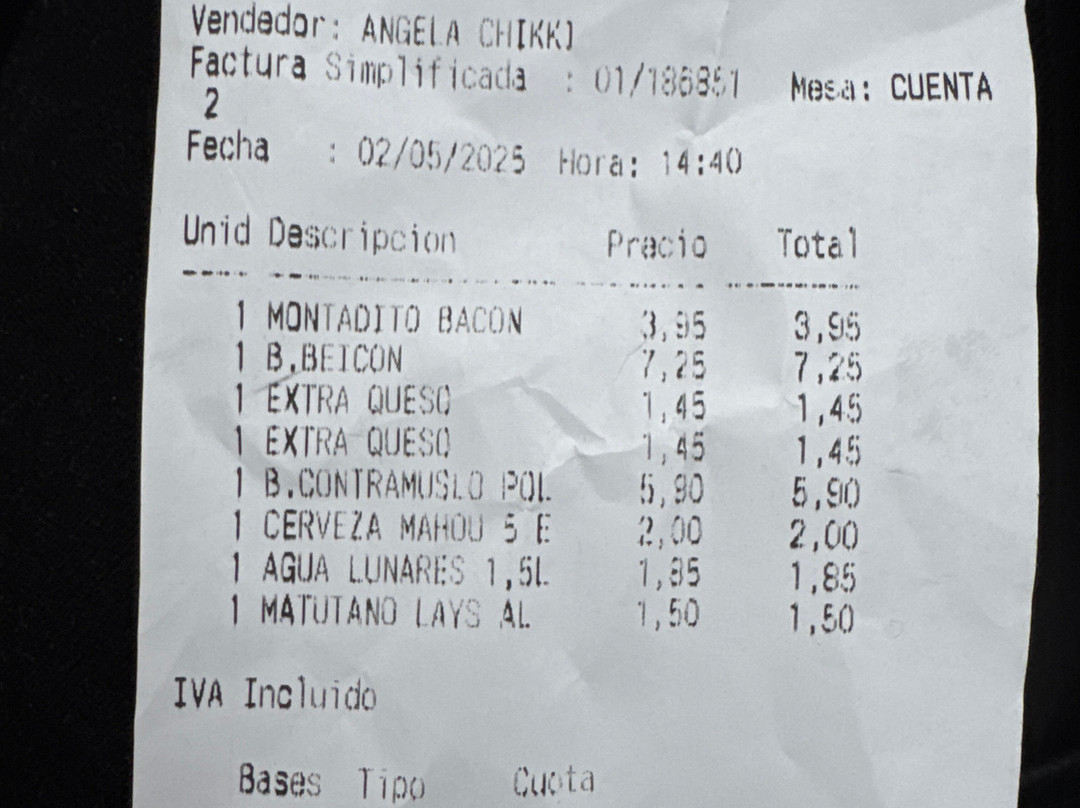 Vendedor: ANGELA CHIKKI
Factura Simplificada : 01/186851 Mesa: CUENTA
2
Fecha : 02/05/2025 Hora: 14:40
Unid Descripcion Precio Total
1 MONTADITO BACON 3,95 3,95
1 B.BEICON 7,25 7,25
1 EXTRA QUESO 1,45 1,45
1 EXTRA QUESO 1,45 1,45
1 B.CONTRAMUSLO POL 5,90 5,90
1 CERVEZA MAHOU 5 E 2,00 2,00
1 AGUA LUNARES 1,5L 1,85 1,85
1 MATUTANO LAYS AL 1,50 1,50
IVA Incluido
Bases Tipo Cuota